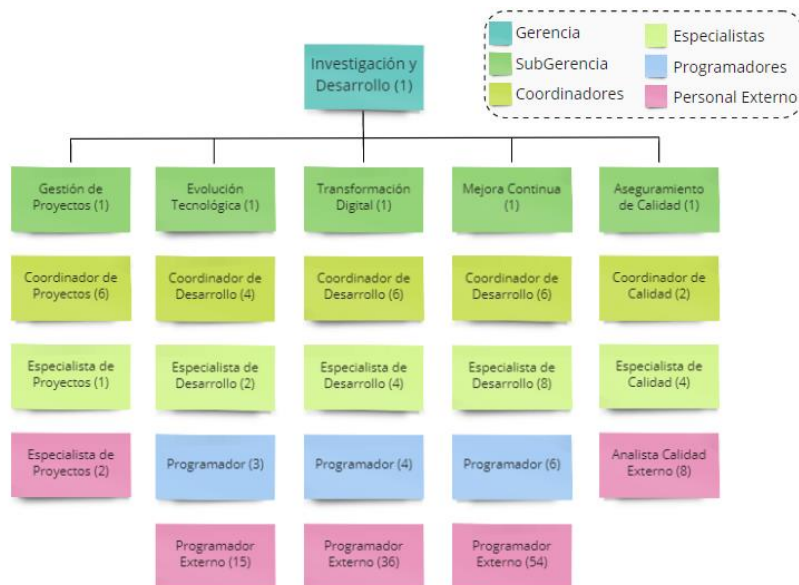 Gerencia
SubGerencia
Coordinadores
Especialistas
Programadores
Personal Externo
Investigación y
Desarrollo (1)
Gestión de
Proyectos (1)
Evolución
Tecnológica (1)
Transformación
Digital (1)
Mejora Continua
(1)
Aseguramiento
de Calidad (1)
Coordinador de
Proyectos (6)
Coordinador de
Desarrollo (4)
Coordinador de
Desarrollo (6)
Coordinador de
Desarrollo (6)
Coordinador de
Calidad (2)
Especialista de
Proyectos (1)
Especialista de
Desarrollo (2)
Especialista de
Desarrollo (4)
Especialista de
Desarrollo (8)
Especialista de
Calidad (4)
Especialista de
Proyectos (2)
Programador (3)
Programador (4)
Programador (6)
Analista Calidad
Externo (8)
Programador
Externo (15)
Programador
Externo (36)
Programador
Externo (54)